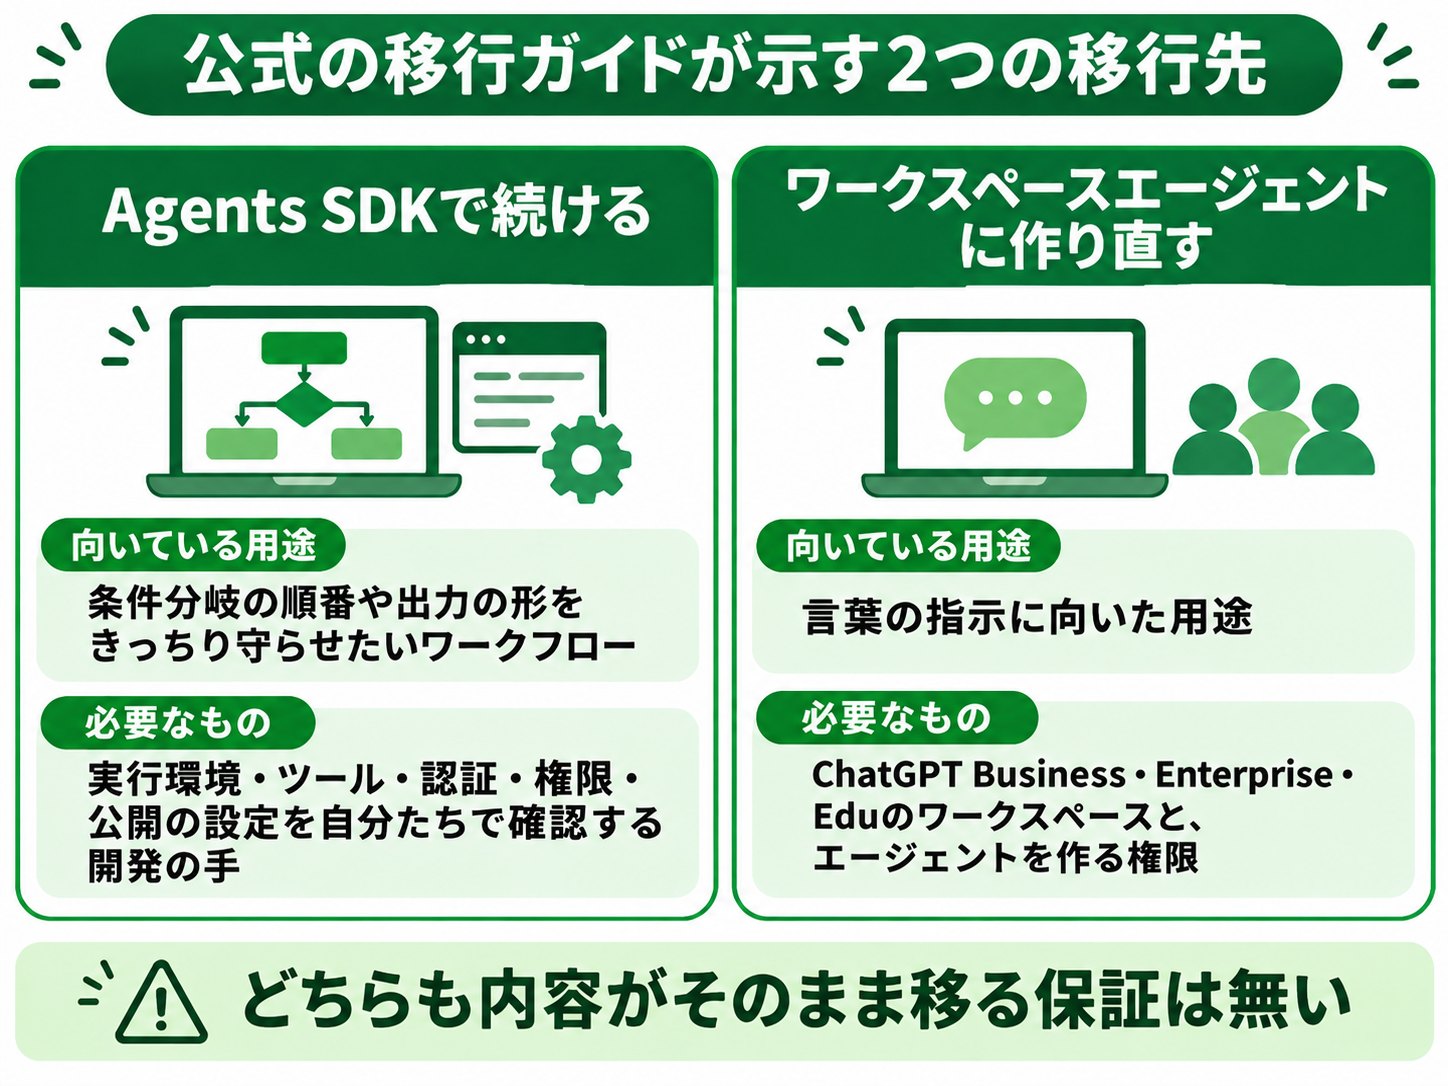 公式の移行ガイドが示す2つの移行先
Agents SDKで続ける
向いている用途
条件分岐の順番や出力の形を
きっちり守らせたいワークフロー
必要なもの
実行環境・ツール・認証・権限・
公開の設定を自分たちで確認する
開発の手
ワークスペースエージェント
に作り直す
向いている用途
言葉の指示に向いた用途
必要なもの
ChatGPT Business・Enterprise・
Eduのワークスペースと、
エージェントを作る権限
どちらも内容がそのまま移る保証は無い